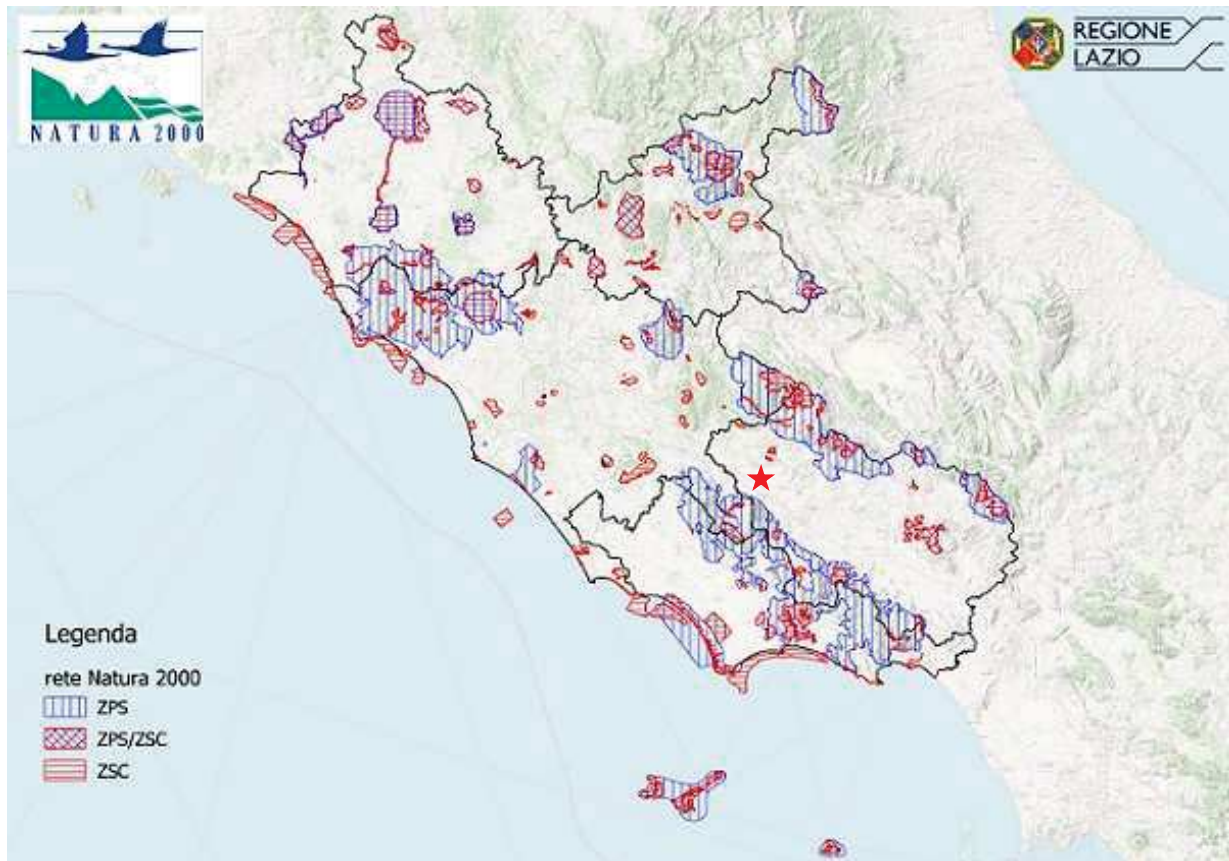 NATURA 2000
REGIONE
LAZIO
Legenda
rete Natura 2000
ZPS
ZPS/ZSC
ZSC